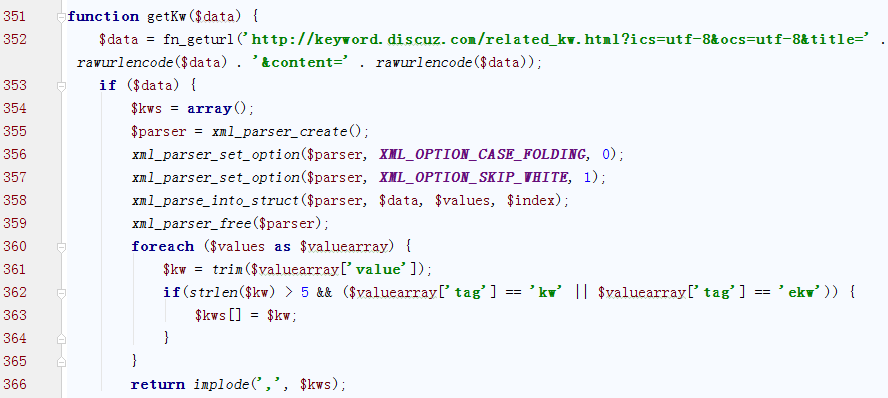 351 function getKw($data) {
352 $data = fn_geturl('http://keyword.discuz.com/related_kw.html?ics=utf-8&ocs=utf-8&title=' .
rawurlencode($data) . '&content=' . rawurlencode($data));
353 if ($data) {
354 $kws = array();
355 $parser = xml_parser_create();
356 xml_parser_set_option($parser, XML_OPTION_CASE_FOLDING, 0);
357 xml_parser_set_option($parser, XML_OPTION_SKIP_WHITE, 1);
358 xml_parse_into_struct($parser, $data, $values, $index);
359 xml_parser_free($parser);
360 foreach ($values as $valuearray) {
361 $kw = trim($valuearray['value']);
362 if(strlen($kw) > 5 && ($valuearray['tag'] == 'kw' || $valuearray['tag'] == 'ekw')) {
363 $kws[] = $kw;
364 }
365 }
366 return implode(',', $kws);